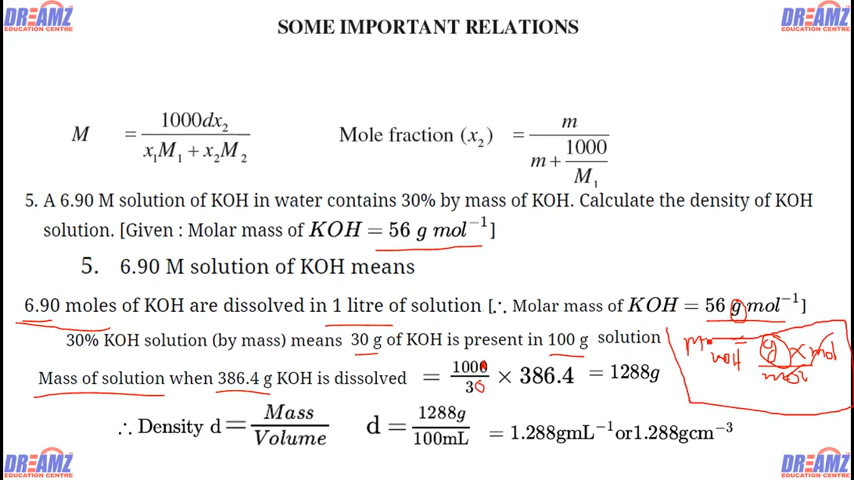 DREAMZ
EDUCATION CENTRE
DREAMZ
EDUCATION CENTRE
SOME IMPORTANT RELATIONS
M = 1000dx₂ / x₁M₁ + x₂M₂
Mole fraction (x₂) = m / m + 1000 / M₁
5. A 6.90 M solution of KOH in water contains 30% by mass of KOH. Calculate the density of KOH
solution. [Given : Molar mass of KOH = 56 g mol⁻¹]
5. 6.90 M solution of KOH means
6.90 moles of KOH are dissolved in 1 litre of solution [∵ Molar mass of KOH = 56 g mol⁻¹]
30% KOH solution (by mass) means 30 g of KOH is present in 100 g solution
Mass of solution when 386.4 g KOH is dissolved = 1000 / 30 × 386.4 = 1288g
g × mol / mol
∴ Density d = Mass / Volume d = 1288g / 100mL = 1.288gmL⁻¹or1.288gcm⁻³
DREAMZ
EDUCATION CENTRE
DREAMZ
EDUCATION CENTRE